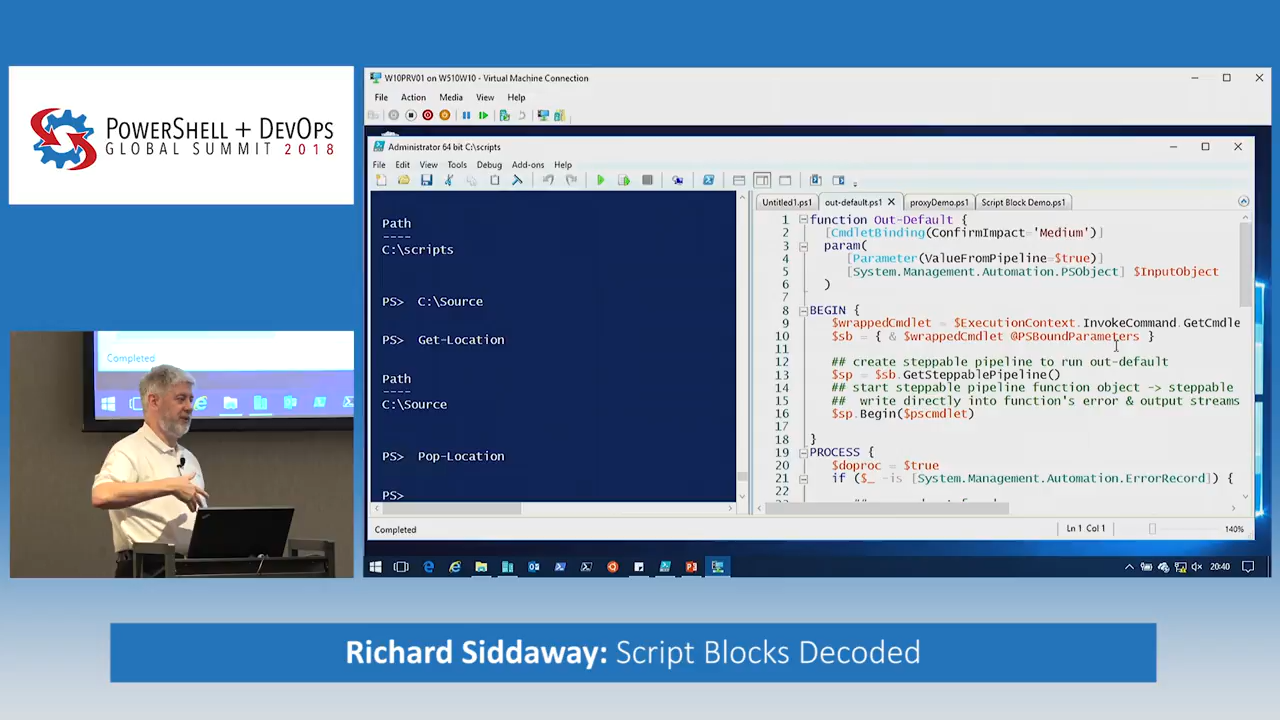 POWERSHELL + DEVOPS
GLOBAL SUMMIT 2018
Completed
W10PRV01 on W510W10 - Virtual Machine Connection
File Action Media View Help
Administrator 64 bit C:\scripts
File Edit View Tools Debug Add-ons Help
Path
----
C:\scripts
PS> C:\Source
PS> Get-Location
Path
----
C:\Source
PS> Pop-Location
PS>
Completed
Untitled1.ps1 out-default.ps1 proxyDemo.ps1 Script Block Demo.ps1
1 function Out-Default {
2 [CmdletBinding(ConfirmImpact='Medium')]
3 param(
4 [Parameter(ValueFromPipeline=$true)]
5 [System.Management.Automation.PSObject] $InputObject
6 )
7
8 BEGIN {
9 $wrappedCmdlet = $ExecutionContext.InvokeCommand.GetCmdle
10 $sb = { & $wrappedCmdlet @PSBoundParameters }
11
12 ## create steppable pipeline to run out-default
13 $sp = $sb.GetSteppablePipeline()
14 ## start steppable pipeline function object -> steppable
15 ## write directly into function's error & output streams
16 $sp.Begin($pscmdlet)
17
18 }
19 PROCESS {
20 $doproc = $true
21 if ($_ -is [System.Management.Automation.ErrorRecord]) {
22
Ln 1 Col 1 140%
20:40
Richard Siddaway: Script Blocks Decoded